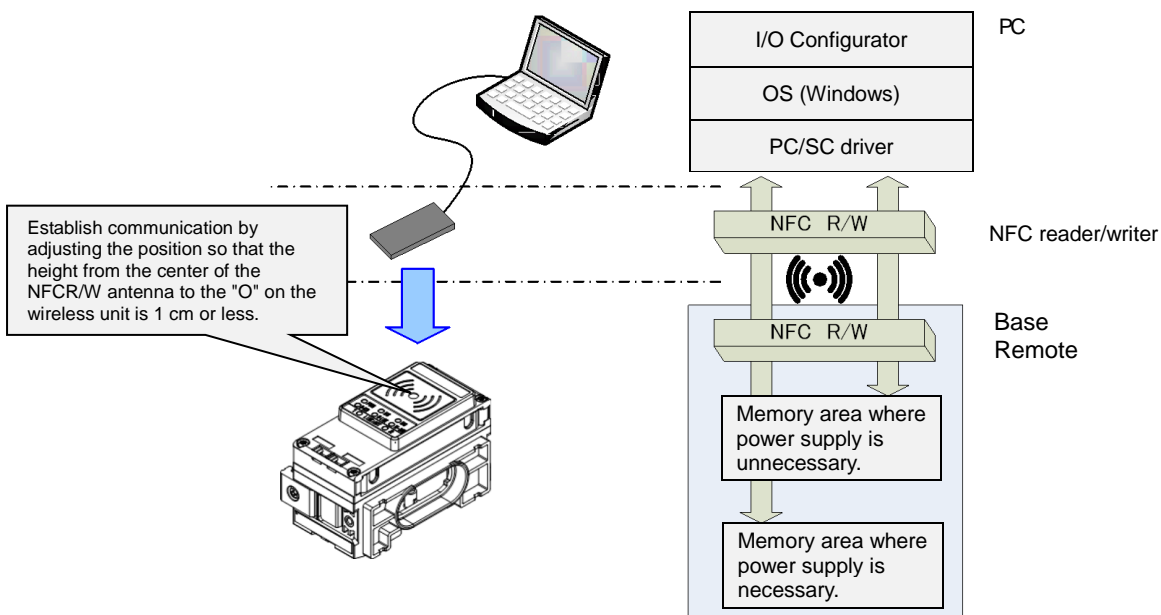 I/O Configurator
PC
OS (Windows)
PC/SC driver
Establish communication by
adjusting the position so that the
height from the center of the
NFCR/W antenna to the "O" on the
wireless unit is 1 cm or less.
NFC R/W
NFC reader/writer
NFC R/W
Base
Remote
Memory area where
power supply is
unnecessary.
Memory area where
power supply is
necessary.